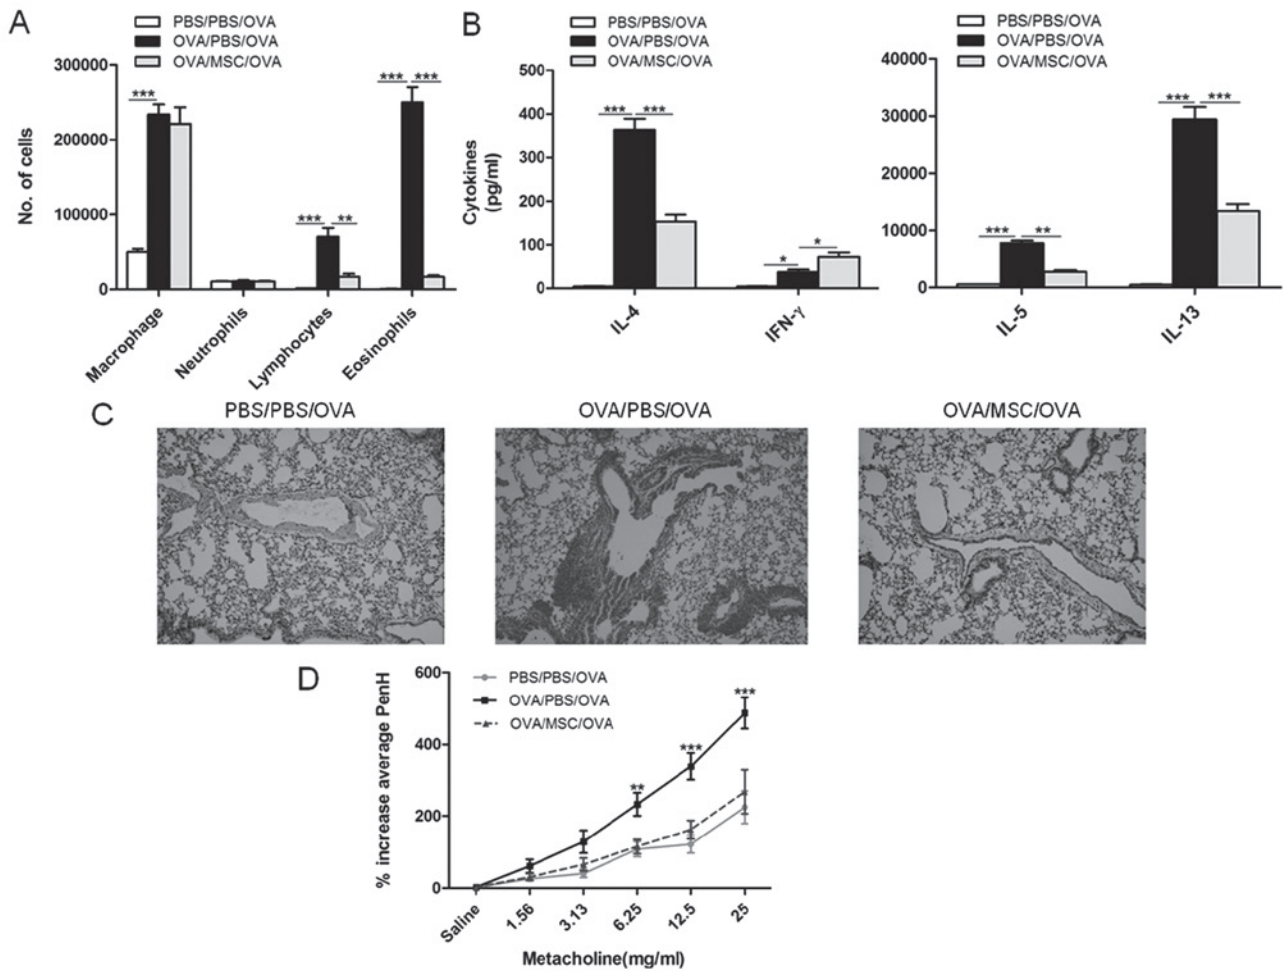 A
PBS/PBS/OVA
OVA/PBS/OVA
OVA/MSC/OVA
No. of cells
300000
200000
100000
0
***
***
**
***
***
Macrophage
Neutrophils
Lymphocytes
Eosinophils
B
PBS/PBS/OVA
OVA/PBS/OVA
OVA/MSC/OVA
Cytokines
(pg/ml)
500
400
300
200
100
0
***
***
*
*
IL-4
IFN-γ
PBS/PBS/OVA
OVA/PBS/OVA
OVA/MSC/OVA
40000
30000
20000
10000
0
***
**
***
***
IL-5
IL-13
C
PBS/PBS/OVA
OVA/PBS/OVA
OVA/MSC/OVA
D
PBS/PBS/OVA
OVA/PBS/OVA
OVA/MSC/OVA
% increase average PenH
600
400
200
0
**
***
***
Saline
1.56
3.13
6.25
12.5
25
Metacholine(mg/ml)